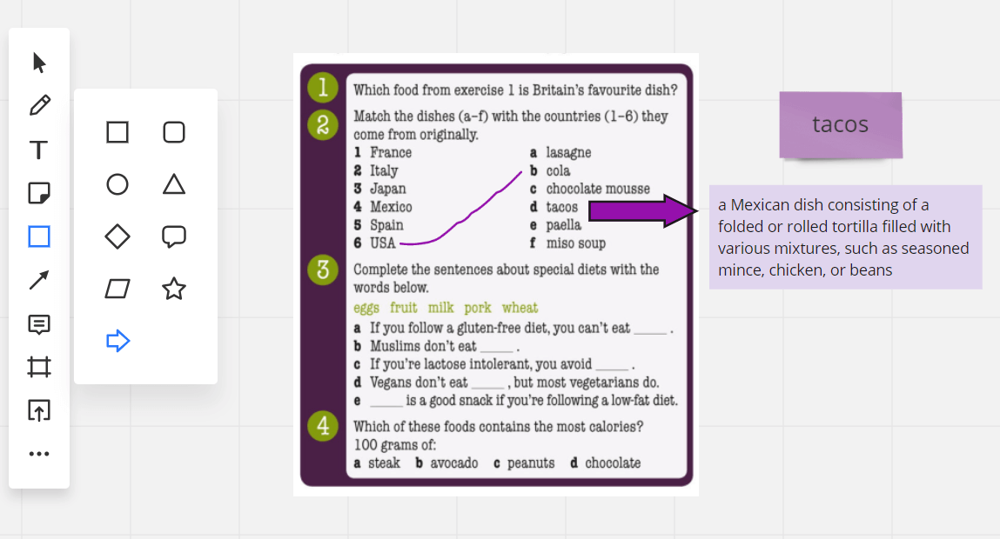 1 Which food from exercise 1 is Britain's favourite dish?
2 Match the dishes (a–f) with the countries (1–6) they
come from originally.
1 France a lasagne
2 Italy b cola
3 Japan c chocolate mousse
4 Mexico d tacos
5 Spain e paella
6 USA f miso soup
3 Complete the sentences about special diets with the
words below.
eggs fruit milk pork wheat
a If you follow a gluten-free diet, you can't eat _____ .
b Muslims don't eat _____ .
c If you're lactose intolerant, you avoid _____ .
d Vegans don't eat _____ , but most vegetarians do.
e _____ is a good snack if you're following a low-fat diet.
4 Which of these foods contains the most calories?
100 grams of:
a steak b avocado c peanuts d chocolate
tacos
a Mexican dish consisting of a
folded or rolled tortilla filled with
various mixtures, such as seasoned
mince, chicken, or beans